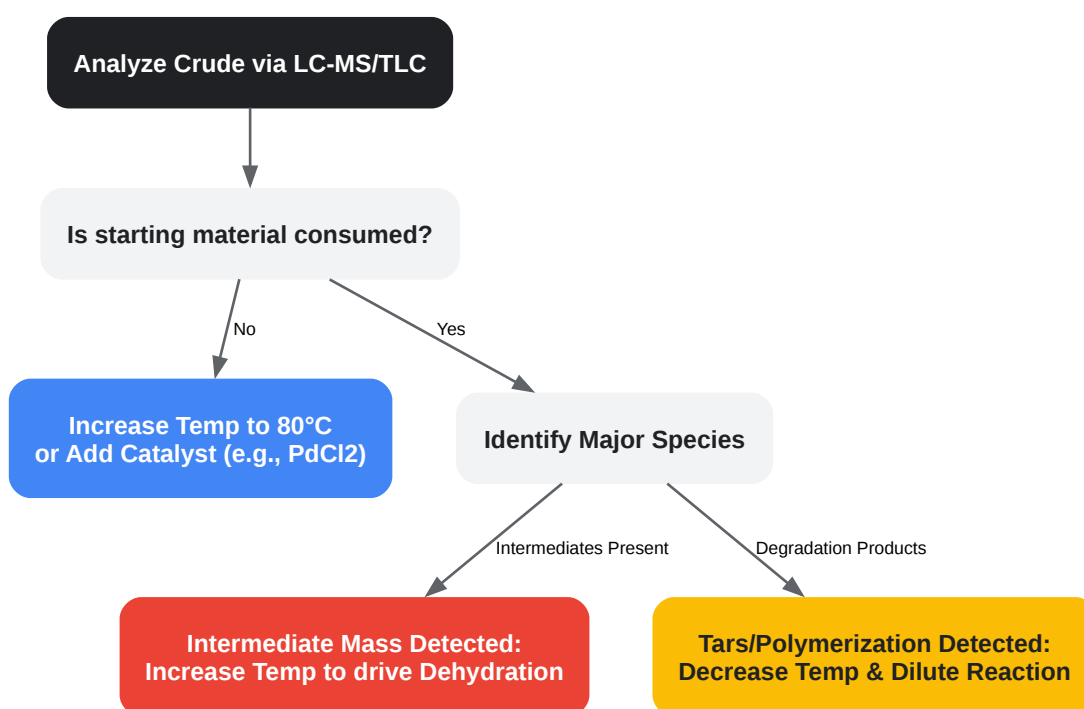 Analyze Crude via LC-MS/TLC
Is starting material consumed?
No
Yes
Increase Temp to 80°C
or Add Catalyst (e.g., PdCl2)
Identify Major Species
Intermediates Present
Degradation Products
Intermediate Mass Detected:
Increase Temp to drive Dehydration
Tars/Polymerization Detected:
Decrease Temp & Dilute Reaction